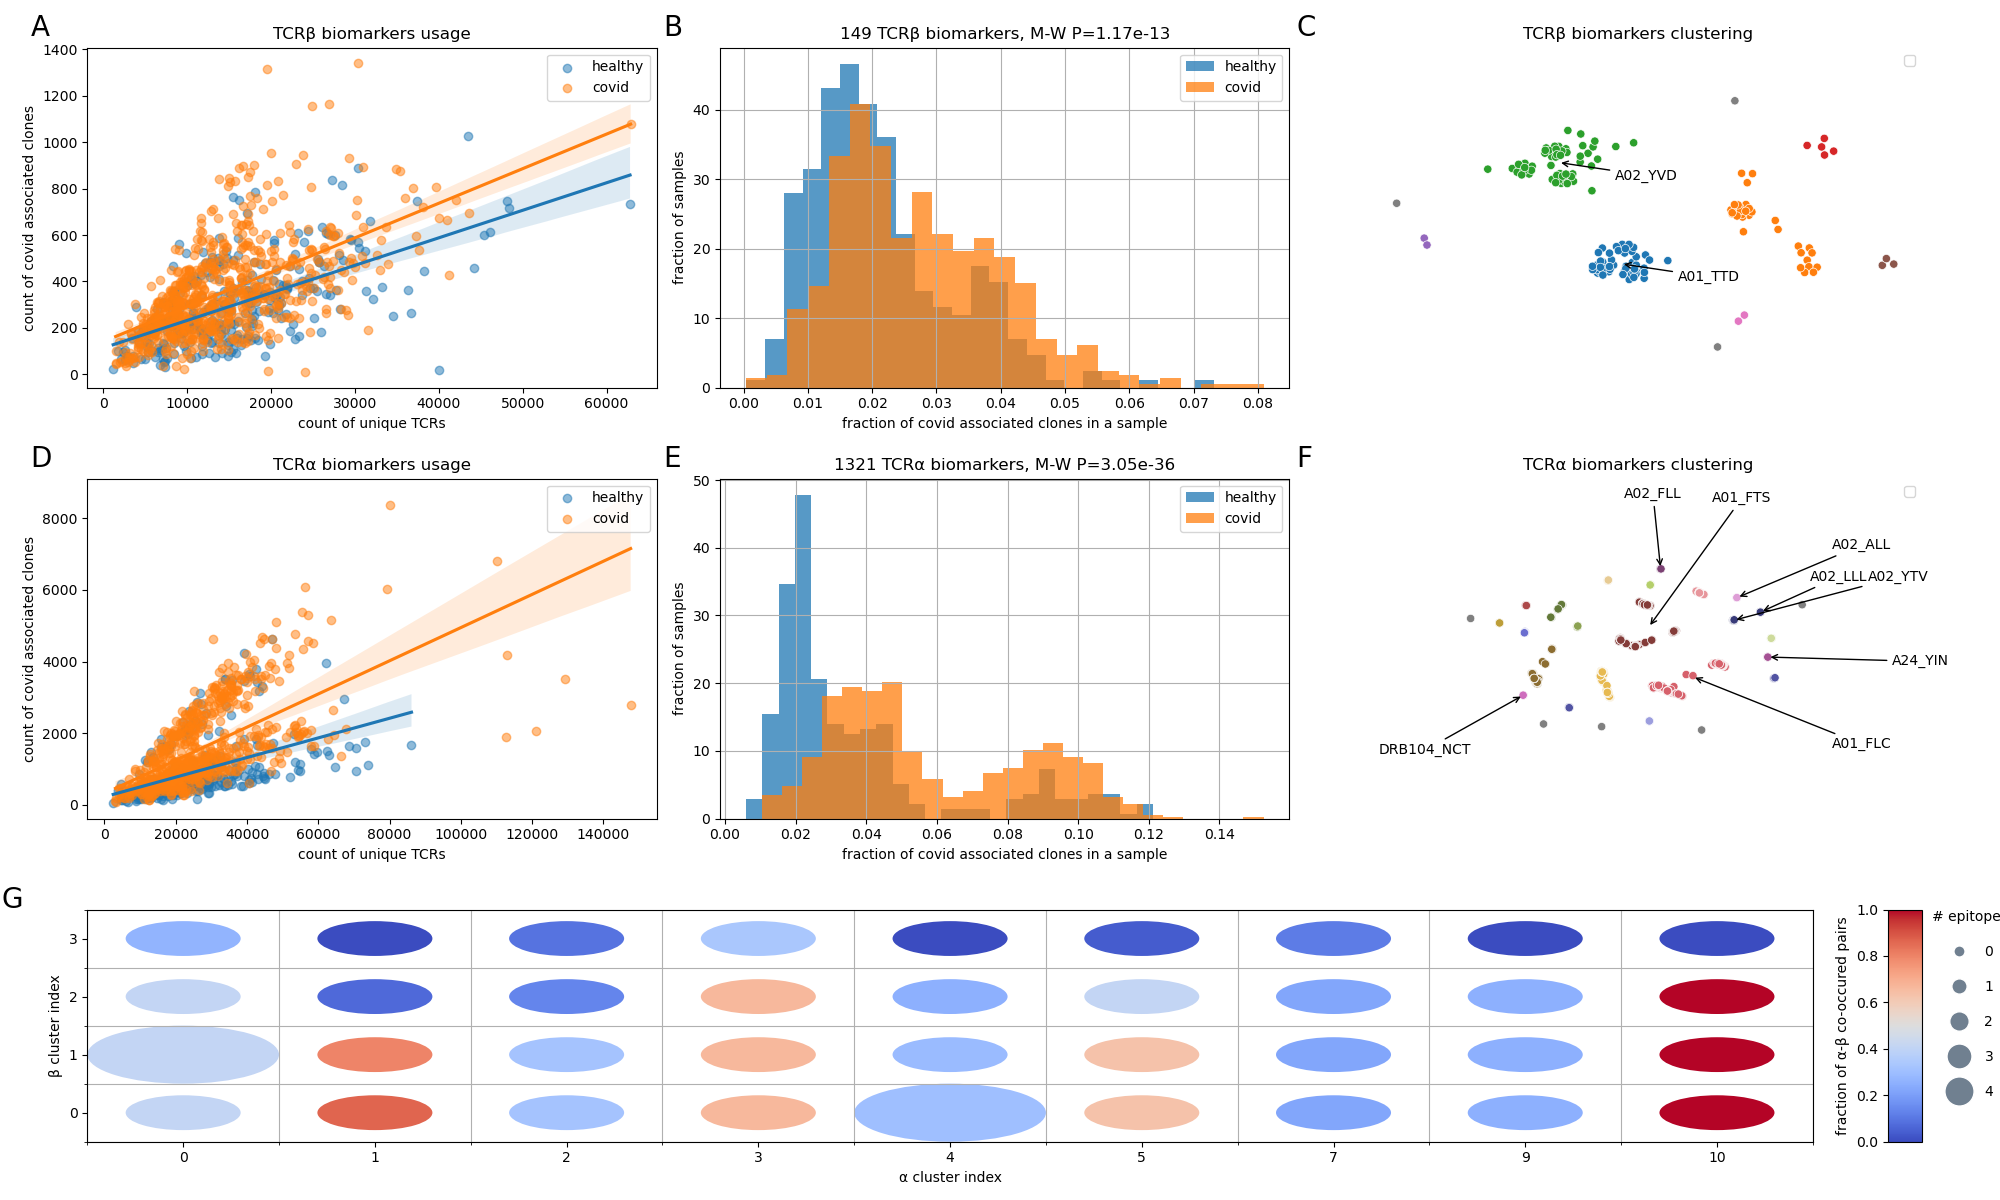 A
TCRβ biomarkers usage
healthy
covid
0
200
400
600
800
1000
1200
1400
count of covid associated clones
0
10000
20000
30000
40000
50000
60000
count of unique TCRs
B
149 TCRβ biomarkers, M-W P=1.17e-13
healthy
covid
0
10
20
30
40
fraction of samples
0.00
0.01
0.02
0.03
0.04
0.05
0.06
0.07
0.08
fraction of covid associated clones in a sample
C
TCRβ biomarkers clustering
A02_YVD
A01_TTD
D
TCRα biomarkers usage
healthy
covid
0
2000
4000
6000
8000
count of covid associated clones
0
20000
40000
60000
80000
100000
120000
140000
count of unique TCRs
E
1321 TCRα biomarkers, M-W P=3.05e-36
healthy
covid
0
10
20
30
40
50
fraction of samples
0.00
0.02
0.04
0.06
0.08
0.10
0.12
0.14
fraction of covid associated clones in a sample
F
TCRα biomarkers clustering
A02_FLL
A01_FTS
A02_ALL
A02_LLL
A02_YTV
A24_YIN
A01_FLC
DRB104_NCT
G
3
2
1
0
β cluster index
0
1
2
3
4
5
7
9
10
α cluster index
1.0
0.8
0.6
0.4
0.2
0.0
fraction of α-β co-occured pairs
# epitope
0
1
2
3
4